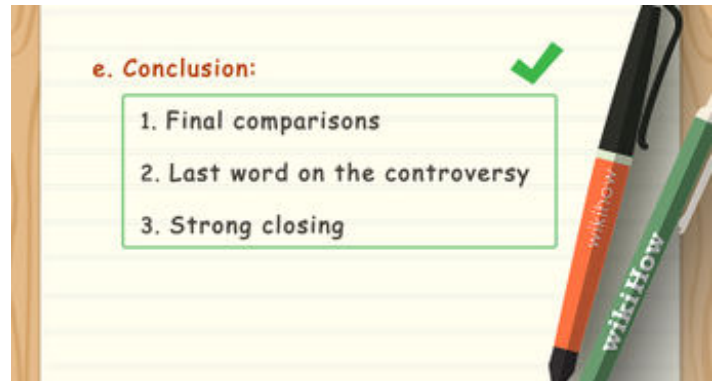 e. Conclusion:
1. Final comparisons
2. Last word on the controversy
3. Strong closing
wikihow
wikiHow